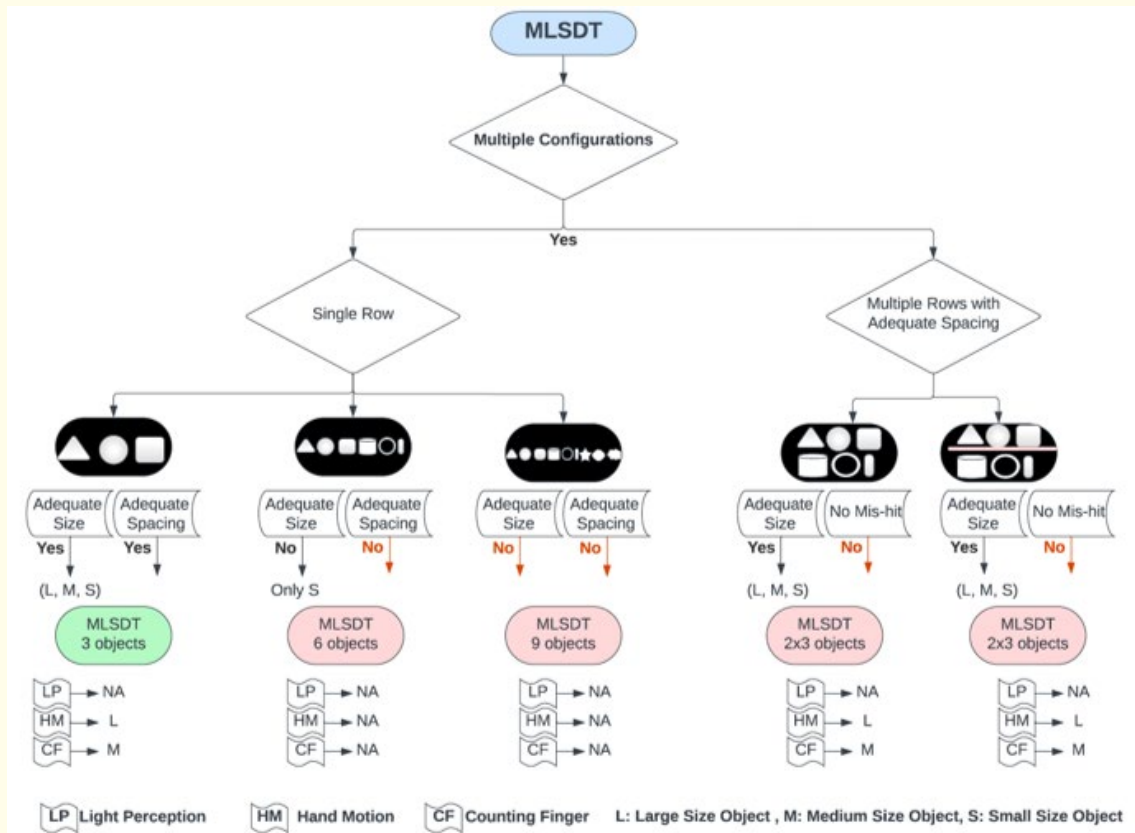 MLSDT
Multiple Configurations
Yes
Single Row
Multiple Rows with
Adequate Spacing
Adequate
Size
Adequate
Spacing
Adequate
Size
Adequate
Spacing
Adequate
Size
Adequate
Spacing
Adequate
Size
No Mis-hit
Adequate
Size
No Mis-hit
Yes
Yes
No
No
No
No
Yes
No
Yes
No
(L, M, S)
Only S
(L, M, S)
(L, M, S)
MLSDT
3 objects
MLSDT
6 objects
MLSDT
9 objects
MLSDT
2x3 objects
MLSDT
2x3 objects
LP NA
HM L
CF M
LP NA
HM NA
CF NA
LP NA
HM NA
CF NA
LP NA
HM L
CF M
LP NA
HM L
CF M
LP Light Perception HM Hand Motion CF Counting Finger L: Large Size Object , M: Medium Size Object, S: Small Size Object